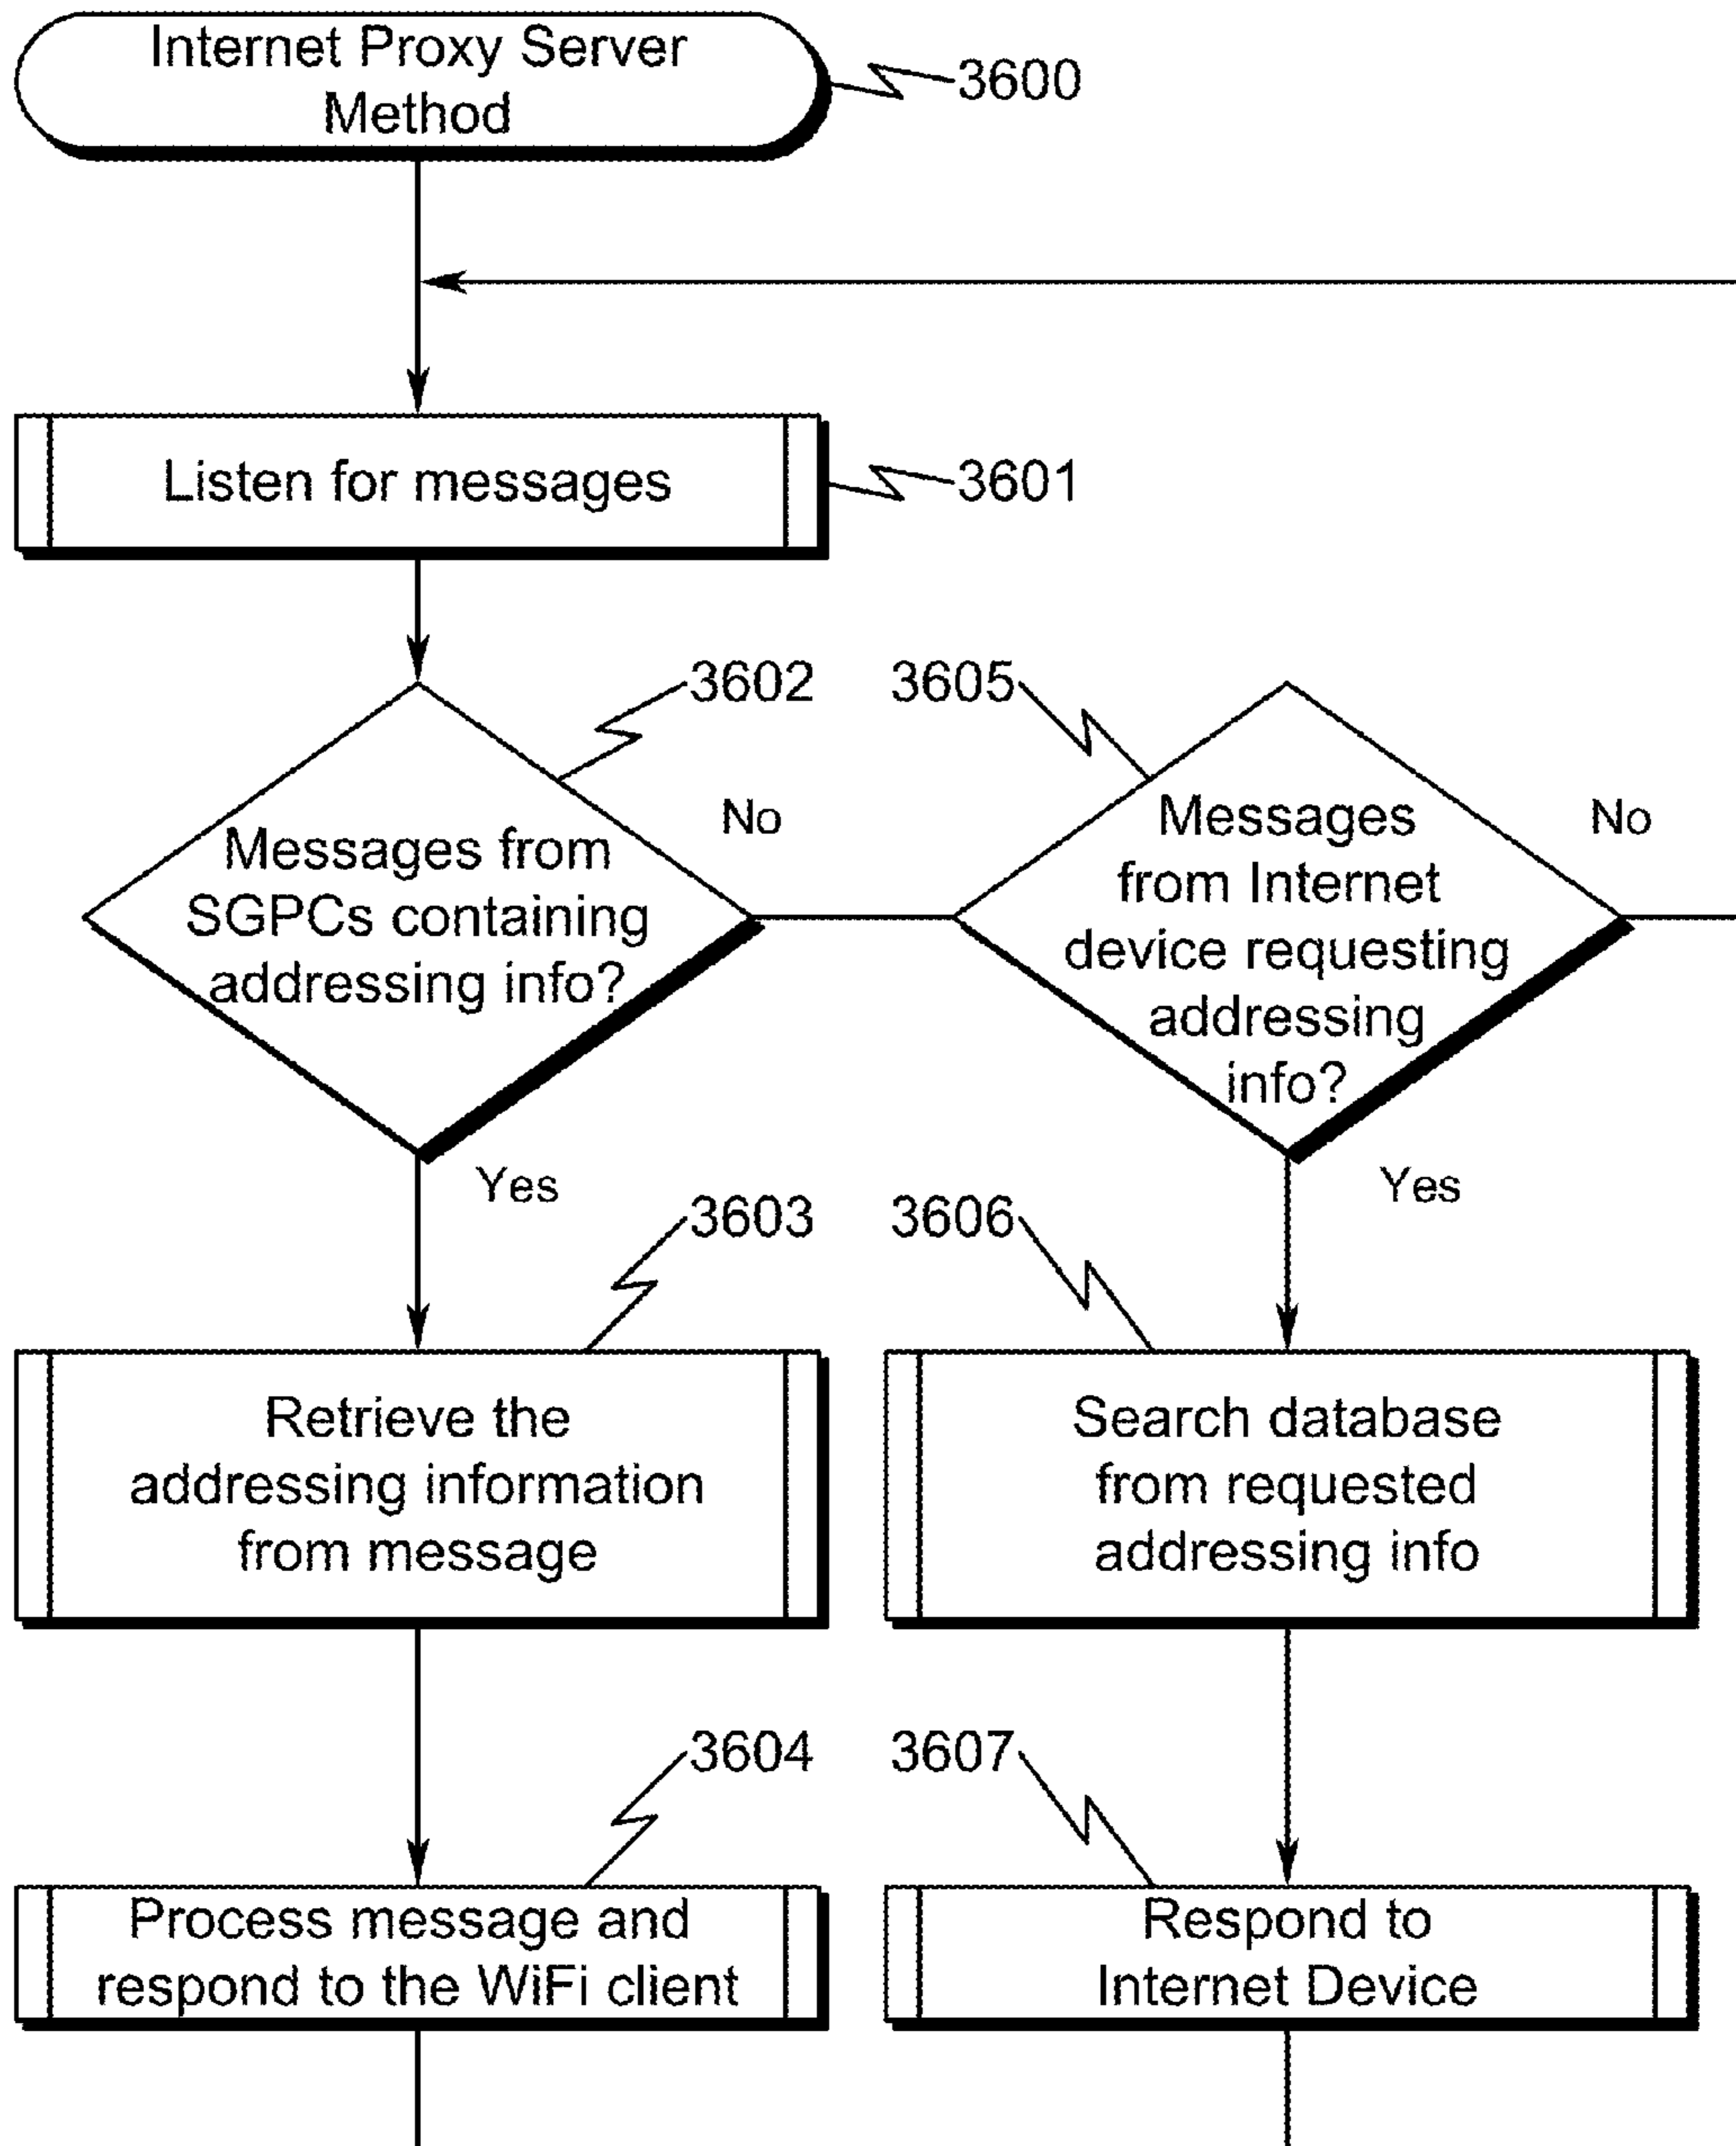 Internet Proxy Server
Method
3600
Listen for messages
3601
3602
3605
Messages from
SGPCs containing
addressing info?
No
Messages
from Internet
device requesting
addressing
info?
No
Yes
Yes
3603
3606
Retrieve the
addressing information
from message
Search database
from requested
addressing info
3604
3607
Process message and
respond to the WiFi client
Respond to
Internet Device